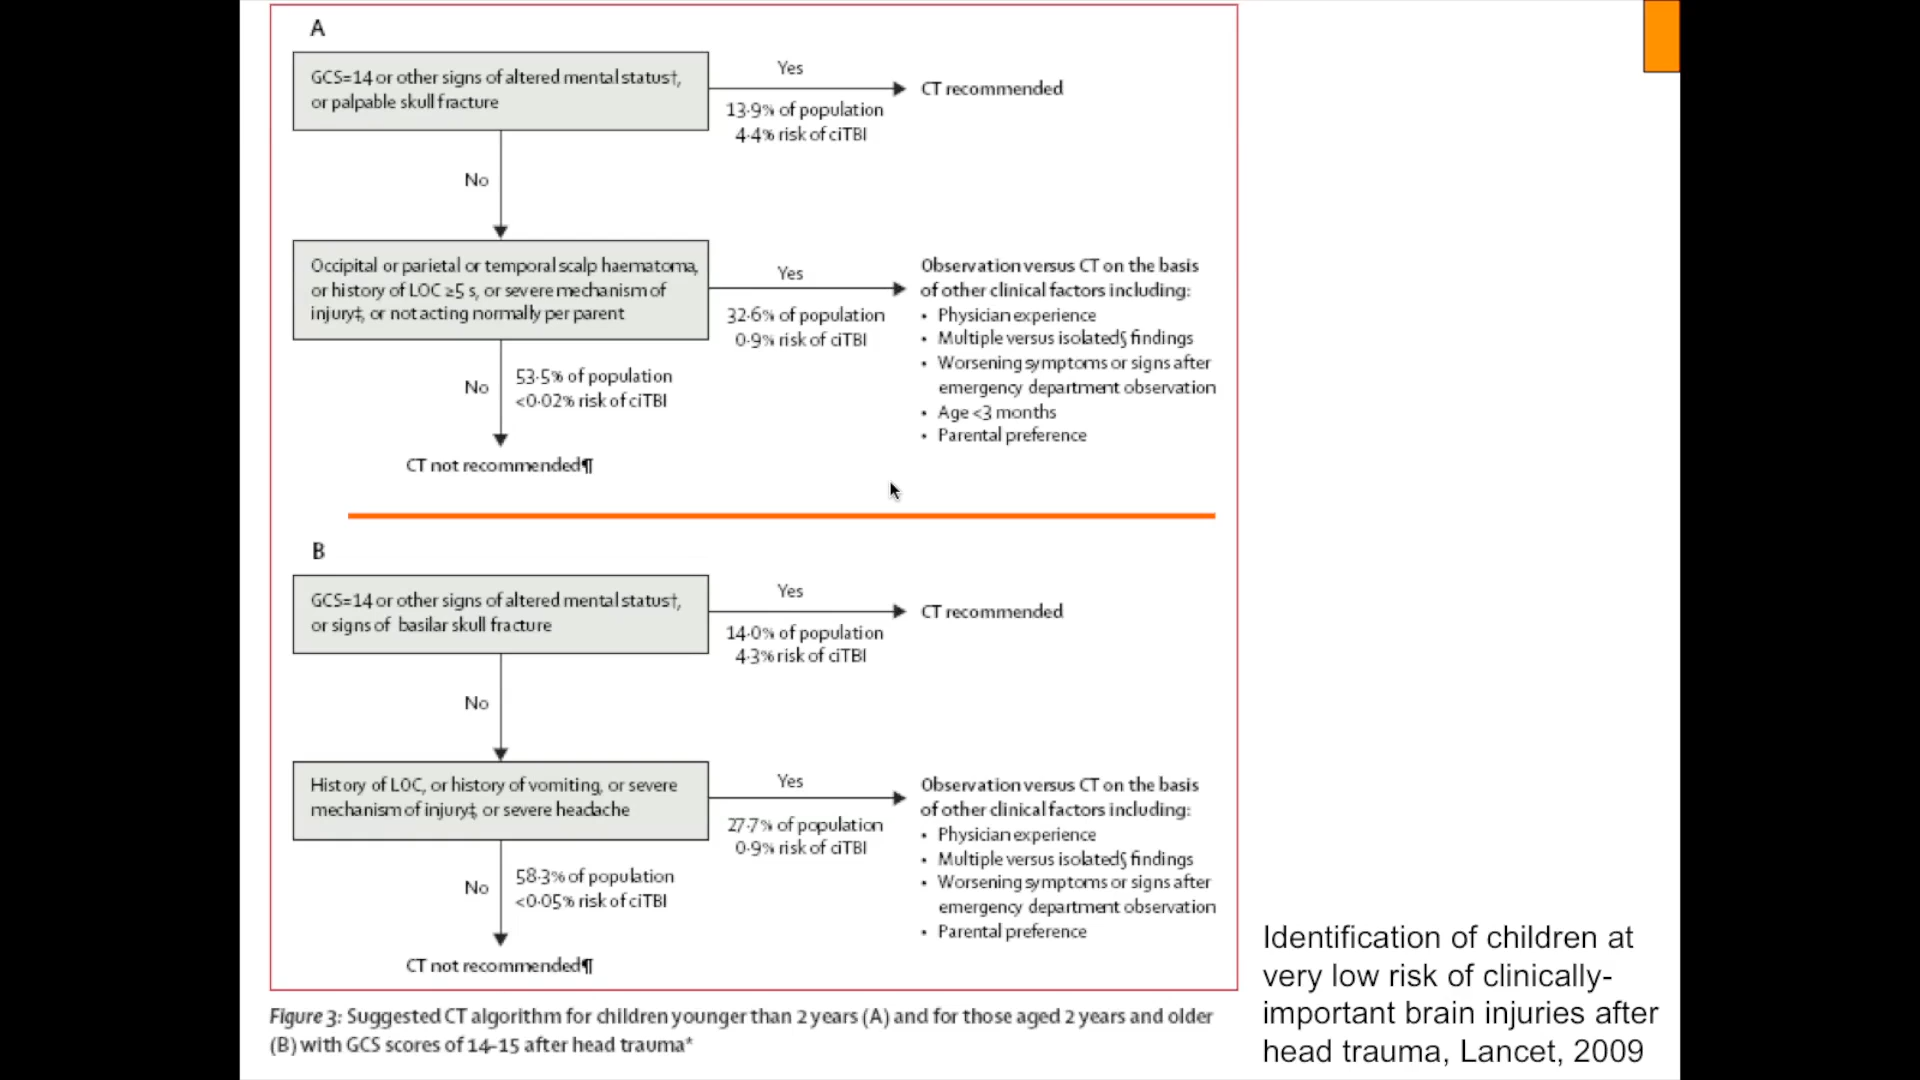 A
GCS=14 or other signs of altered mental status†,
or palpable skull fracture
Yes
13·9% of population
4·4% risk of ciTBI
CT recommended
No
Occipital or parietal or temporal scalp haematoma,
or history of LOC ≥5 s, or severe mechanism of
injury‡, or not acting normally per parent
Yes
32·6% of population
0·9% risk of ciTBI
Observation versus CT on the basis
of other clinical factors including:
• Physician experience
• Multiple versus isolated§ findings
• Worsening symptoms or signs after
emergency department observation
• Age <3 months
• Parental preference
No
53·5% of population
<0·02% risk of ciTBI
CT not recommended¶
B
GCS=14 or other signs of altered mental status†,
or signs of basilar skull fracture
Yes
14·0% of population
4·3% risk of ciTBI
CT recommended
No
History of LOC, or history of vomiting, or severe
mechanism of injury‡, or severe headache
Yes
27·7% of population
0·9% risk of ciTBI
Observation versus CT on the basis
of other clinical factors including:
• Physician experience
• Multiple versus isolated§ findings
• Worsening symptoms or signs after
emergency department observation
• Parental preference
No
58·3% of population
<0·05% risk of ciTBI
CT not recommended¶
Figure 3: Suggested CT algorithm for children younger than 2 years (A) and for those aged 2 years and older
(B) with GCS scores of 14–15 after head trauma*
Identification of children at
very low risk of clinically-
important brain injuries after
head trauma, Lancet, 2009